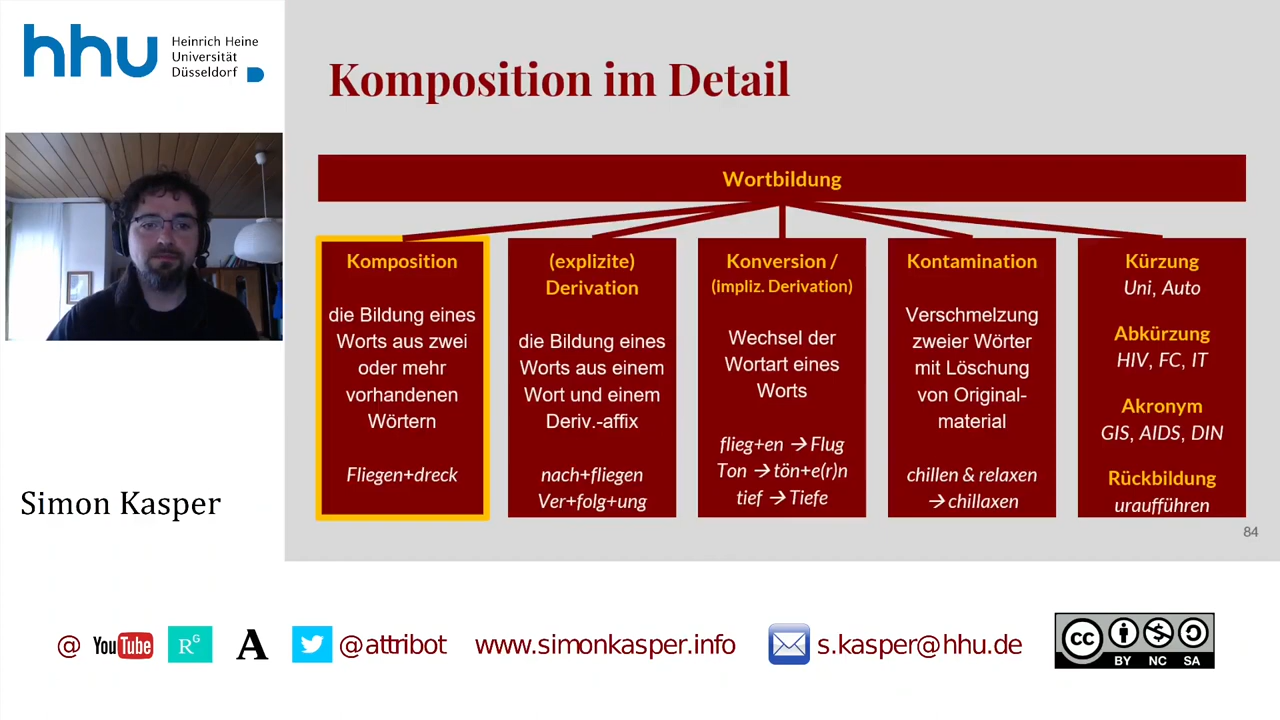 hhu
Heinrich Heine
Universität
Düsseldorf
Simon Kasper
Komposition im Detail
Wortbildung
Komposition
die Bildung eines
Worts aus zwei
oder mehr
vorhandenen
Wörtern
Fliegen+dreck
(explizite)
Derivation
die Bildung eines
Worts aus einem
Wort und einem
Deriv.-affix
nach+fliegen
Ver+folg+ung
Konversion /
(impliz. Derivation)
Wechsel der
Wortart eines
Worts
flieg+en → Flug
Ton → tön+e(r)n
tief → Tiefe
Kontamination
Verschmelzung
zweier Wörter
mit Löschung
von Original-
material
chillen & relaxen
→ chillaxen
Kürzung
Uni, Auto
Abkürzung
HIV, FC, IT
Akronym
GIS, AIDS, DIN
Rückbildung
uraufführen
84
@ YouTube RG A @attribot www.simonkasper.info s.kasper@hhu.de
cc
BY NC SA